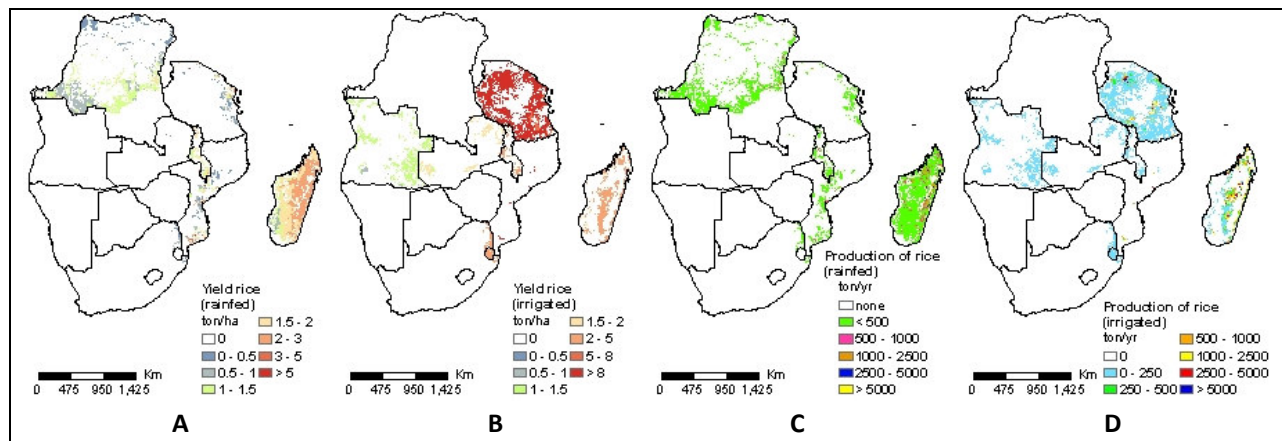 Yield rice
(rainfed)
ton/ha
0
0 - 0.5
0.5 - 1
1 - 1.5
1.5 - 2
2 - 3
3 - 5
> 5
Km
0 475 950 1,425
A
Yield rice
(irrigated)
ton/ha
0
0 - 0.5
0.5 - 1
1 - 1.5
1.5 - 2
2 - 5
5 - 8
> 8
Km
0 475 950 1,425
B
Production of rice
(rainfed)
ton/yr
none
< 500
500 - 1000
1000 - 2500
2500 - 5000
> 5000
Km
0 475 950 1,425
C
Production of rice
(irrigated)
ton/yr
0
0 - 250
250 - 500
500 - 1000
1000 - 2500
2500 - 5000
> 5000
Km
0 475 950 1,425
D